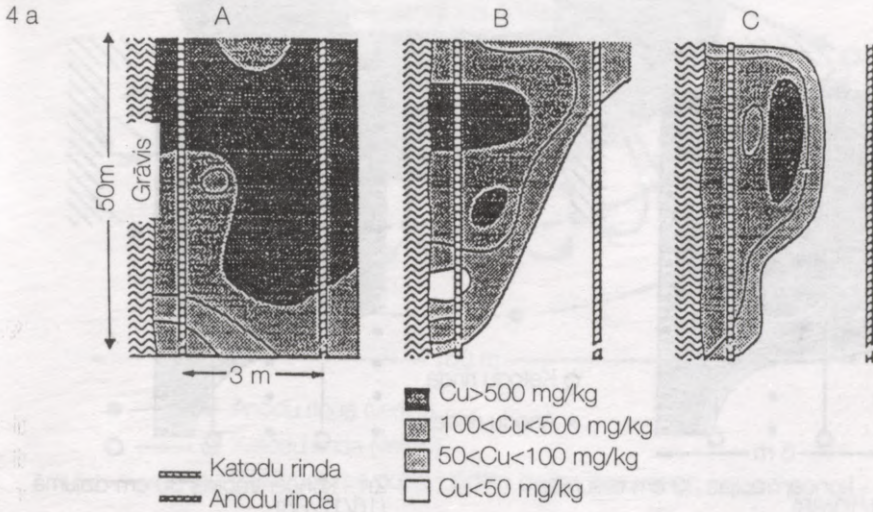 4 a
A
B
C
50m
Grāvis
3 m
Cu>500 mg/kg
100<Cu<500 mg/kg
50<Cu<100 mg/kg
Cu<50 mg/kg
Katodu rinda
Anodu rinda